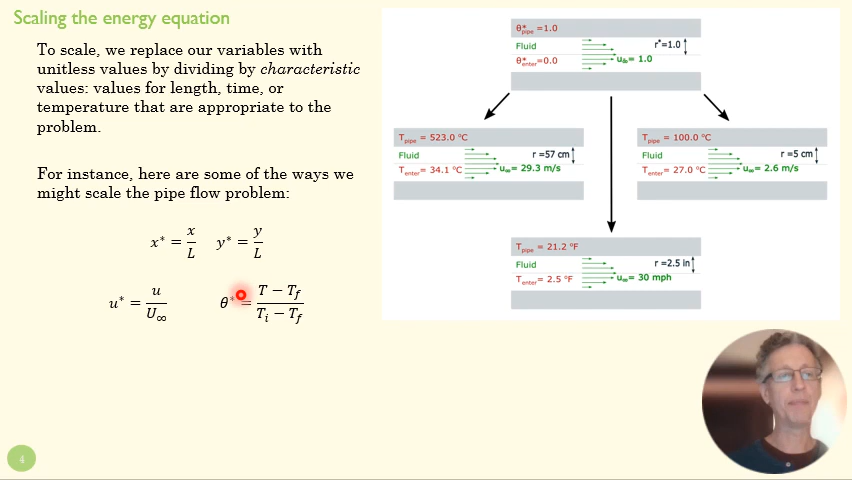 Scaling the energy equation
To scale, we replace our variables with
unitless values by dividing by characteristic
values: values for length, time, or
temperature that are appropriate to the
problem.
For instance, here are some of the ways we
might scale the pipe flow problem:
x* = x/L y* = y/L
u* = u/U∞ θ* = (T − T_f)/(T_i − T_f)
θ*pipe =1.0
Fluid r*=1.0
θ*enter=0.0 u*∞= 1.0
Tpipe = 523.0 °C
Fluid r =57 cm
Tenter= 34.1 °C u∞= 29.3 m/s
Tpipe = 100.0 °C
Fluid r =5 cm
Tenter= 27.0 °C u∞= 2.6 m/s
Tpipe = 21.2 °F
Fluid r =2.5 in
Tenter= 2.5 °F u∞= 30 mph
4